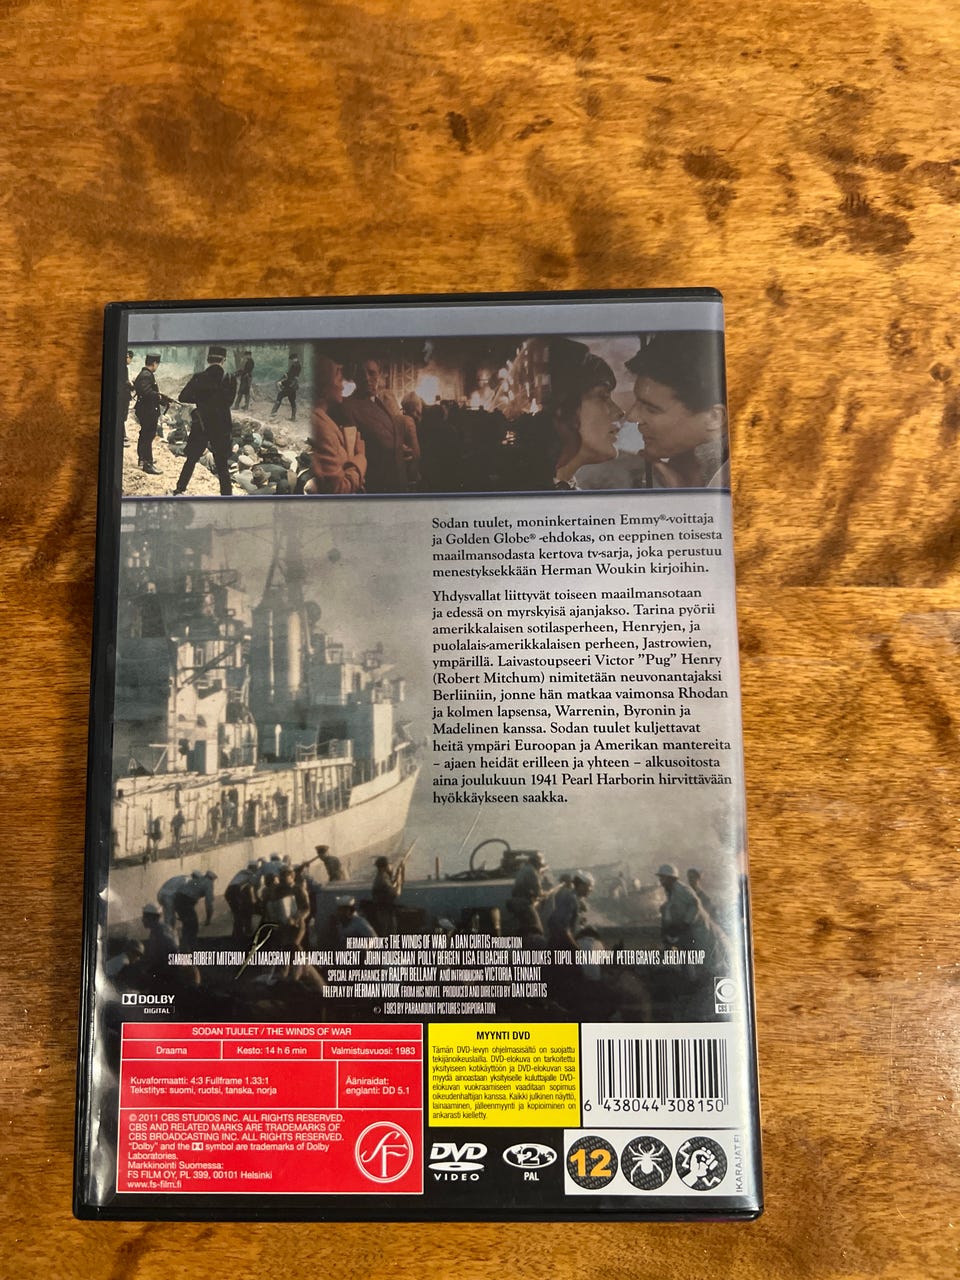 Sodan tuulet, moninkertainen Emmy®-voittaja
ja Golden Globe® -ehdokas, on eeppinen toisesta
maailmansodasta kertova tv-sarja, joka perustuu
menestyksekkään Herman Woukin kirjoihin.
Yhdysvallat liittyvät toiseen maailmansotaan
ja edessä on myrskyisä ajanjakso. Tarina pyörii
amerikkalaisen sotilasperheen, Henryjen, ja
puolalais-amerikkalaisen perheen, Jastrowien,
ympärillä. Laivastoupseeri Victor ”Pug” Henry
(Robert Mitchum) nimitetään neuvonantajaksi
Berliiniin, jonne hän matkaa vaimonsa Rhodan
ja kolmen lapsensa, Warrenin, Byronin ja
Madelinen kanssa. Sodan tuulet kuljettavat
heitä ympäri Euroopan ja Amerikan mantereita
– ajaen heidät erilleen ja yhteen – alkusoitosta
aina joulukuun 1941 Pearl Harborin hirvittävään
hyökkäykseen saakka.
HERMAN WOUK'S THE WINDS OF WAR A DAN CURTIS PRODUCTION
STARRING ROBERT MITCHUM ALI MACGRAW JAN-MICHAEL VINCENT JOHN HOUSEMAN POLLY BERGEN LISA EILBACHER DAVID DUKES TOPOL BEN MURPHY PETER GRAVES JEREMY KEMP
SPECIAL APPEARANCE BY RALPH BELLAMY AND INTRODUCING VICTORIA TENNANT
TELEPLAY BY HERMAN WOUK FROM HIS NOVEL PRODUCED AND DIRECTED BY DAN CURTIS
© 1983 BY PARAMOUNT PICTURES CORPORATION
DOLBY
DIGITAL
CBS
SODAN TUULET / THE WINDS OF WAR
Draama Kesto: 14 h 6 min Valmistusvuosi: 1983
Kuvaformaatti: 4:3 Fullframe 1.33:1
Tekstitys: suomi, ruotsi, tanska, norja
Ääniraidat:
englanti: DD 5.1
© 2011 CBS STUDIOS INC. ALL RIGHTS RESERVED.
CBS AND RELATED MARKS ARE TRADEMARKS OF
CBS BROADCASTING INC. ALL RIGHTS RESERVED.
"Dolby" and the symbol are trademarks of Dolby
Laboratories.
Markkinointi Suomessa:
FS FILM OY, PL 399, 00101 Helsinki
www.fs-film.fi
SF
MYYNTI DVD
Tämän DVD-levyn ohjelmasisältö on suojattu
tekijänoikeuslailla. DVD-elokuva on tarkoitettu
yksityiseen kotikäyttöön ja DVD-elokuvan saa
myydä ainoastaan yksityiselle kuluttajalle DVD-
elokuvan vuokraamiseen vaaditaan sopimus
oikeudenhaltijan kanssa. Kaikki julkinen näyttö,
lainaaminen, jälleenmyynti ja kopioiminen on
ankarasti kielletty.
6 438044 308150
DVD
VIDEO
2
PAL
12
IKARAJAT.FI